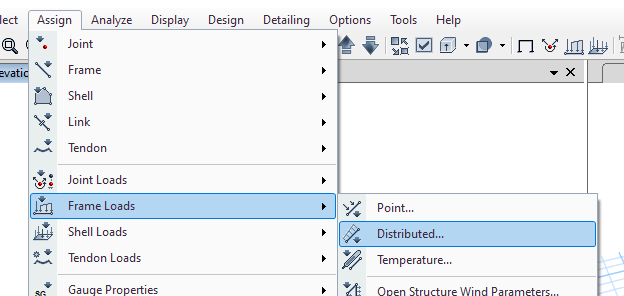 lect Assign Analyze Display Design Detailing Options Tools Help
evatio
Joint
Frame
Shell
Link
Tendon
Joint Loads
Frame Loads
Point...
Shell Loads
Distributed...
Tendon Loads
Temperature...
Gauge Properties
Open Structure Wind Parameters...
SG